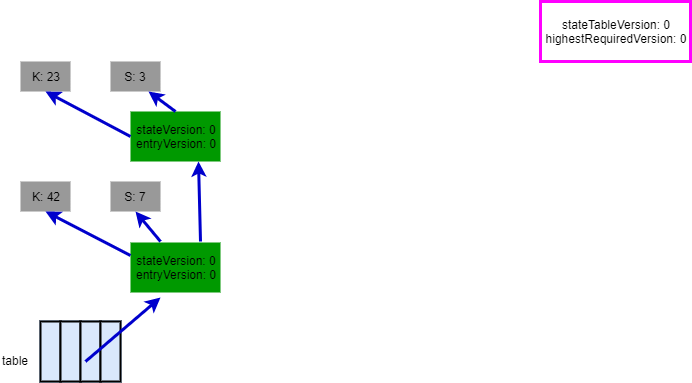 stateTableVersion: 0
highestRequiredVersion: 0
K: 23
S: 3
stateVersion: 0
entryVersion: 0
K: 42
S: 7
stateVersion: 0
entryVersion: 0
table